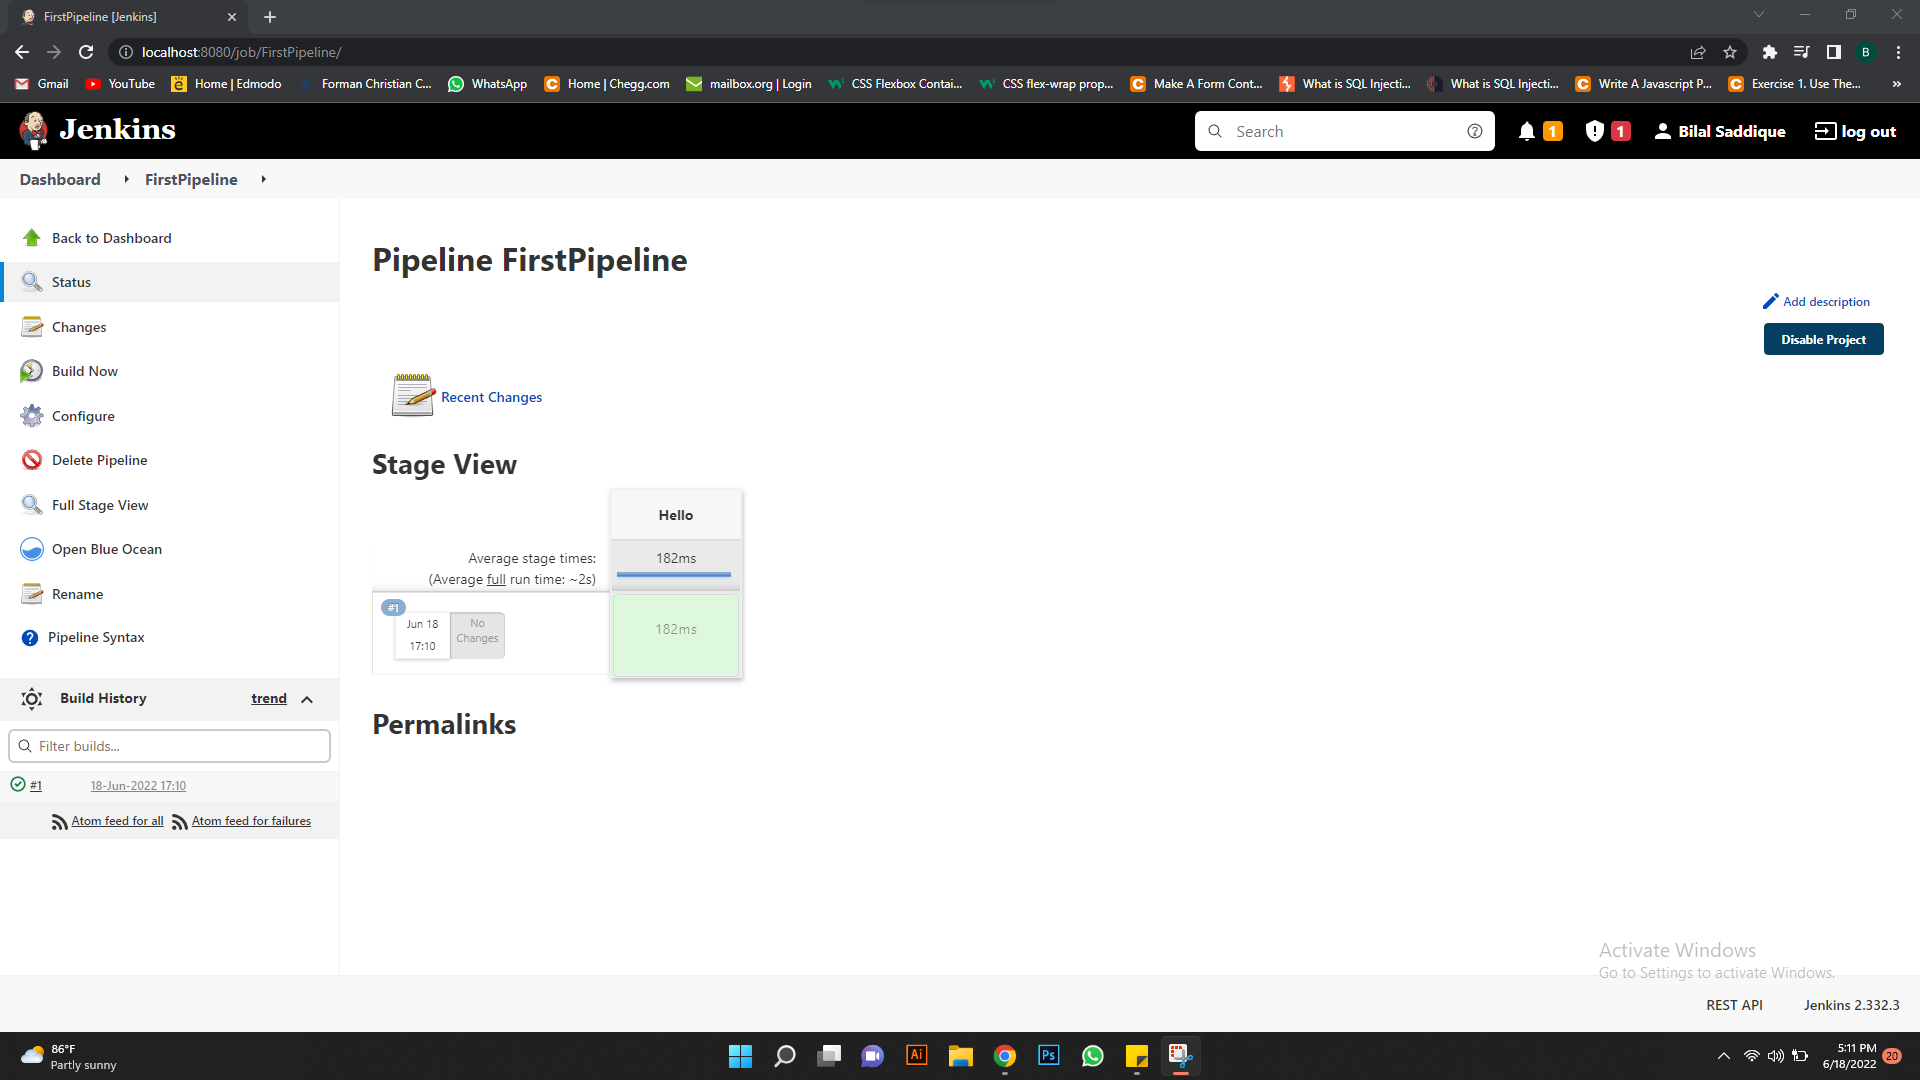 FirstPipeline [Jenkins]
localhost:8080/job/FirstPipeline/
B
Gmail
YouTube
Home | Edmodo
Forman Christian C...
WhatsApp
Home | Chegg.com
mailbox.org | Login
CSS Flexbox Contai...
CSS flex-wrap prop...
Make A Form Cont...
What is SQL Injecti...
What is SQL Injecti...
Write A Javascript P...
Exercise 1. Use The...
»
Jenkins
Search
1
1
Bilal Saddique
log out
Dashboard
FirstPipeline
Back to Dashboard
Status
Changes
Build Now
Configure
Delete Pipeline
Full Stage View
Open Blue Ocean
Rename
Pipeline Syntax
Build History
trend
Filter builds...
#1
18-Jun-2022 17:10
Atom feed for all
Atom feed for failures
Pipeline FirstPipeline
Add description
Disable Project
Recent Changes
Stage View
Hello
Average stage times:
(Average full run time: ~2s)
182ms
#1
Jun 18
17:10
No
Changes
182ms
Permalinks
Activate Windows
Go to Settings to activate Windows.
REST API
Jenkins 2.332.3
86°F
Partly sunny
Ai
Ps
5:11 PM
6/18/2022
20